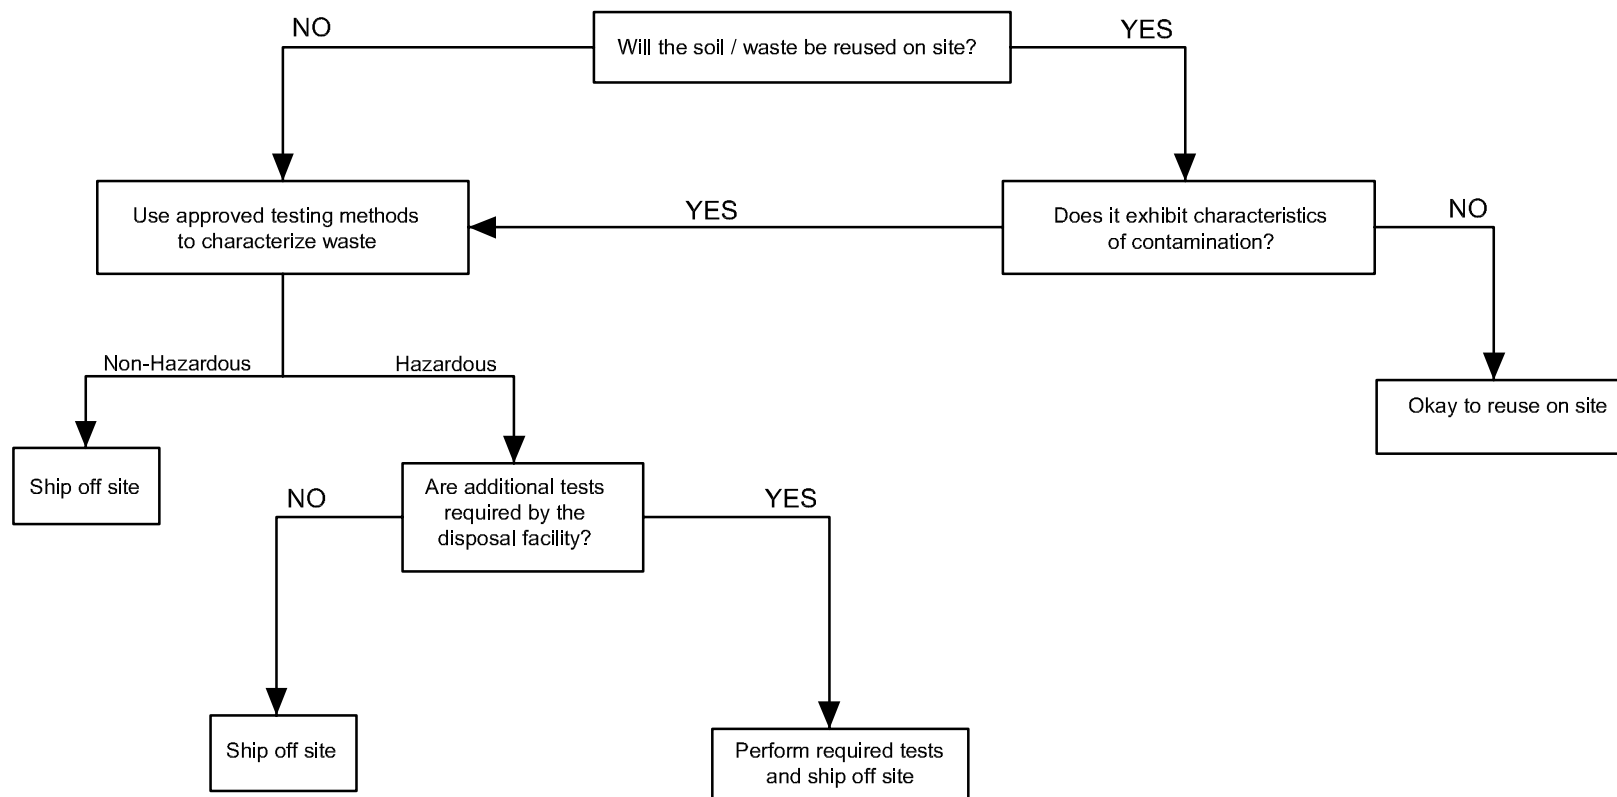 NO
Will the soil / waste be reused on site?
YES
Use approved testing methods
to characterize waste
YES
Does it exhibit characteristics
of contamination?
NO
Non-Hazardous
Hazardous
Okay to reuse on site
Ship off site
Are additional tests
required by the
disposal facility?
NO
YES
Ship off site
Perform required tests
and ship off site